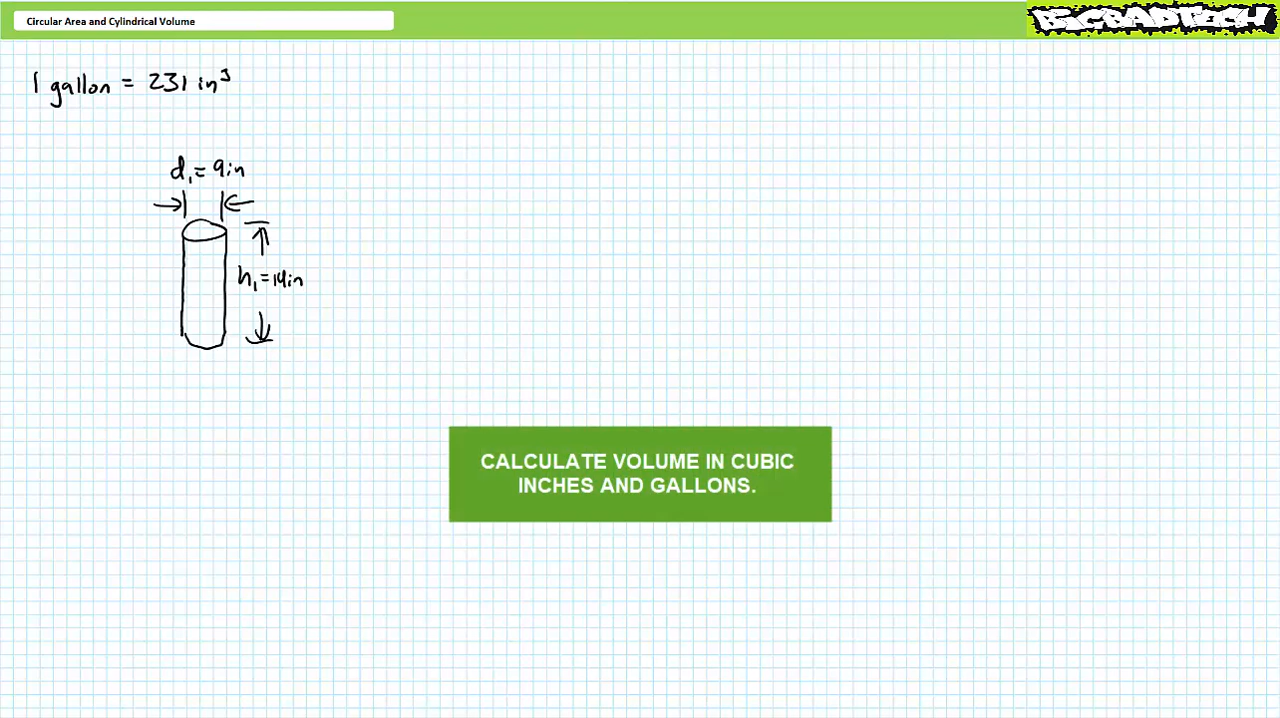 Circular Area and Cylindrical Volume
BIGBADTECH
1 gallon = 231 in³
d₁ = 9in
h₁ = 14in
CALCULATE VOLUME IN CUBIC
INCHES AND GALLONS.